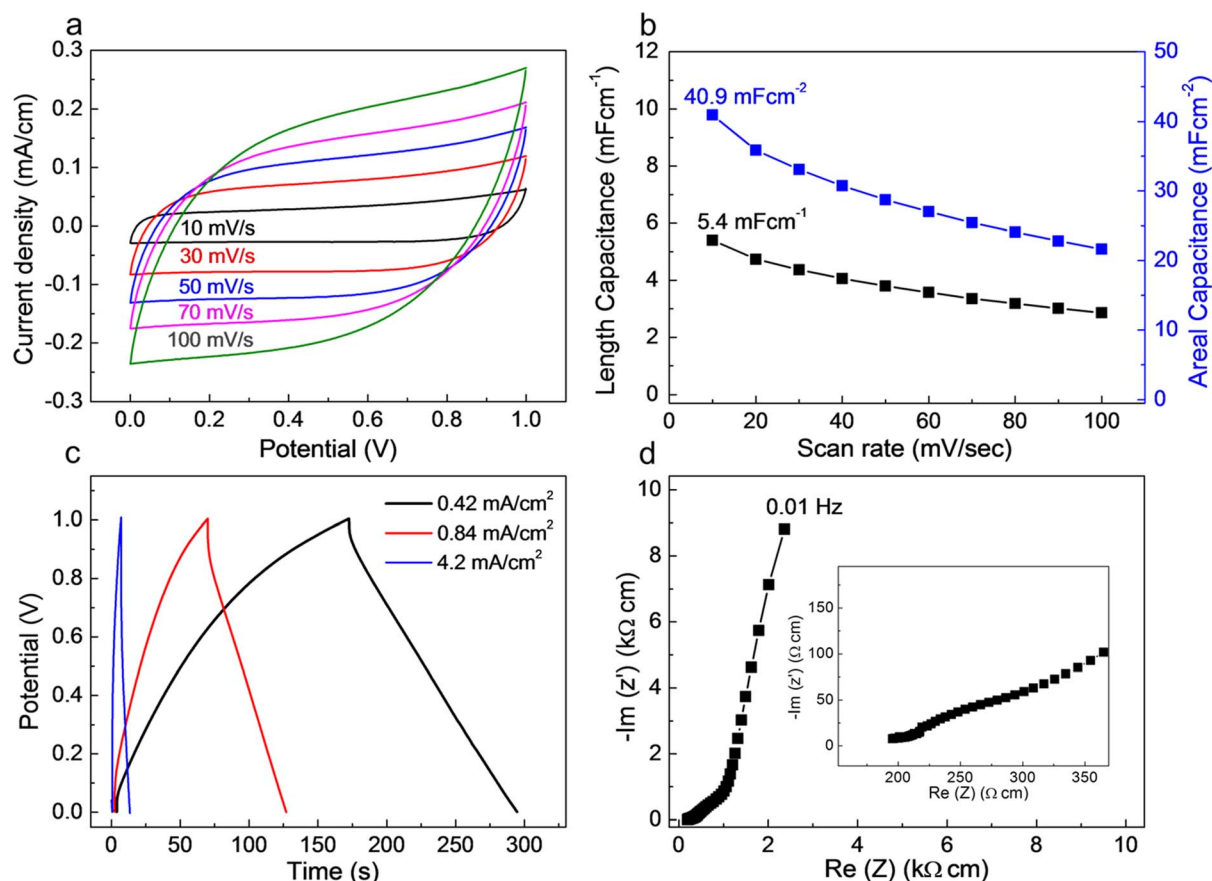 a
0.3
0.2
0.1
0.0
-0.1
-0.2
-0.3
Current density (mA/cm)
10 mV/s
30 mV/s
50 mV/s
70 mV/s
100 mV/s
0.0 0.2 0.4 0.6 0.8 1.0
Potential (V)
b
12
10
8
6
4
2
0
Length Capacitance (mFcm⁻¹)
40.9 mFcm⁻²
5.4 mFcm⁻¹
50
40
30
20
10
0
Areal Capacitance (mFcm⁻²)
0 20 40 60 80 100
Scan rate (mV/sec)
c
1.0
0.8
0.6
0.4
0.2
0.0
Potential (V)
0.42 mA/cm²
0.84 mA/cm²
4.2 mA/cm²
0 50 100 150 200 250 300
Time (s)
d
10
8
6
4
2
0
-Im (z') (kΩ cm)
0.01 Hz
150
100
50
0
-Im (z') (Ω cm)
200 250 300 350
Re (Z) (Ω cm)
0 2 4 6 8 10
Re (Z) (kΩ cm)